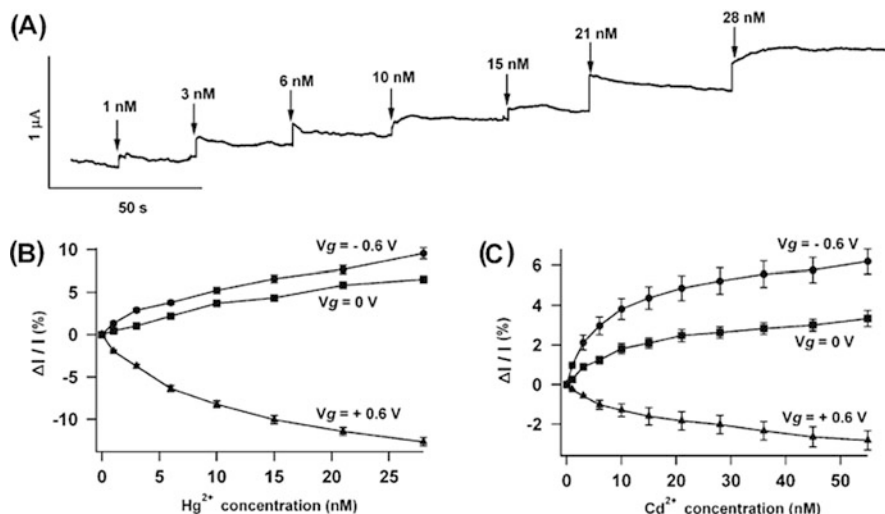 (A)
1 nM
3 nM
6 nM
10 nM
15 nM
21 nM
28 nM
1 µA
50 s
(B)
Vg = - 0.6 V
Vg = 0 V
Vg = + 0.6 V
10
5
0
-5
-10
ΔI / I (%)
0 5 10 15 20 25
Hg²⁺ concentration (nM)
(C)
Vg = - 0.6 V
Vg = 0 V
Vg = + 0.6 V
6
4
2
0
-2
ΔI / I (%)
0 10 20 30 40 50
Cd²⁺ concentration (nM)